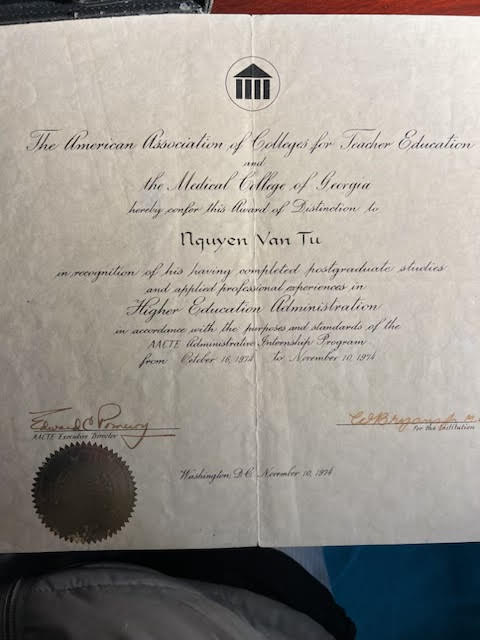 The American Association of Colleges for Teacher Education
and
the Medical College of Georgia
hereby confer this Award of Distinction to
Nguyen Van Tu
in recognition of his having completed postgraduate studies
and applied professional experiences in
Higher Education Administration
in accordance with the purposes and standards of the
AACTE Administrative Internship Program
from October 16, 1974 to November 10, 1974
Edward C Pomeroy
AACTE Executive Director
For the Institution
Washington, D.C. November 10, 1974